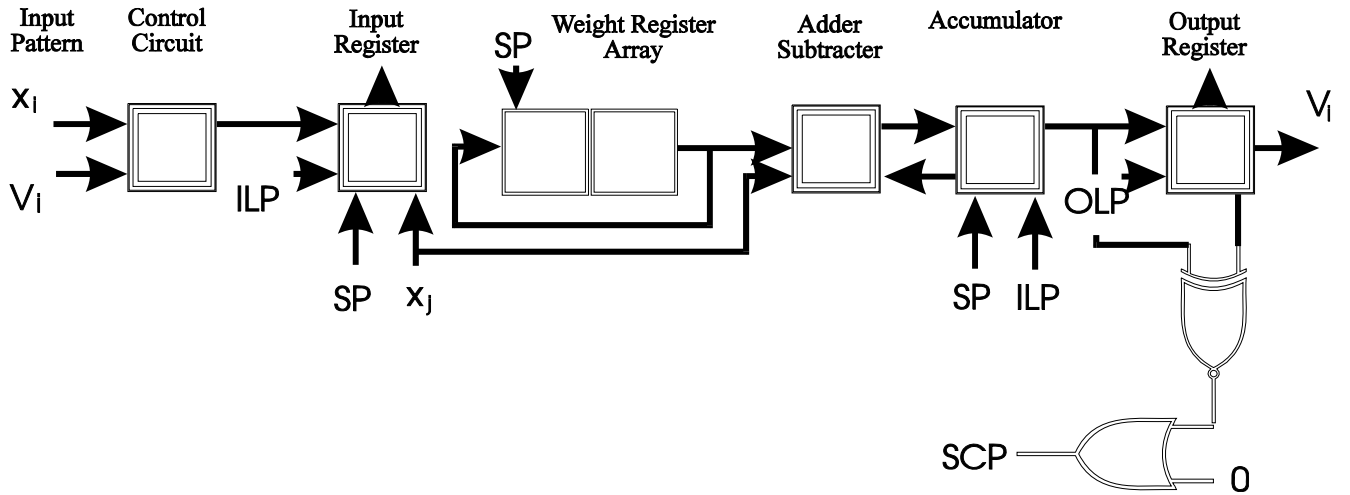 Input
Pattern
Control
Circuit
Input
Register
Weight Register
Array
Adder
Subtracter
Accumulator
Output
Register
SP
xi
Vi
Vi
ILP
OLP
SP
xj
SP
ILP
SCP
0